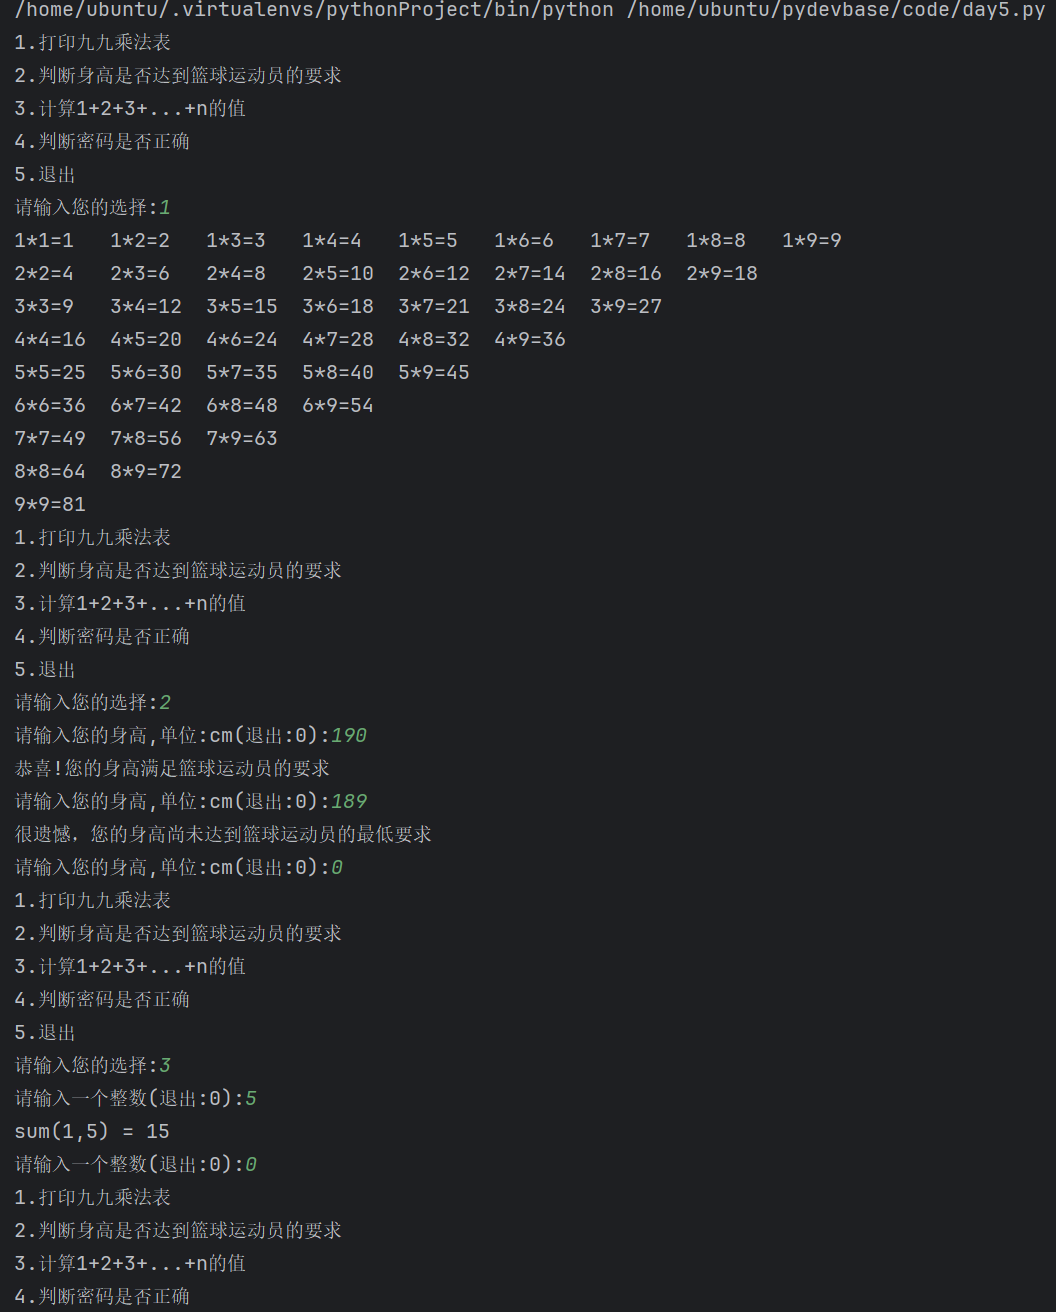 /home/ubuntu/.virtualenvs/pythonProject/bin/python /home/ubuntu/pydevbase/code/day5.py
1.打印九九乘法表
2.判断身高是否达到篮球运动员的要求
3.计算1+2+3+...+n的值
4.判断密码是否正确
5.退出
请输入您的选择:1
1*1=1   1*2=2   1*3=3   1*4=4   1*5=5   1*6=6   1*7=7   1*8=8   1*9=9
2*2=4   2*3=6   2*4=8   2*5=10  2*6=12  2*7=14  2*8=16  2*9=18
3*3=9   3*4=12  3*5=15  3*6=18  3*7=21  3*8=24  3*9=27
4*4=16  4*5=20  4*6=24  4*7=28  4*8=32  4*9=36
5*5=25  5*6=30  5*7=35  5*8=40  5*9=45
6*6=36  6*7=42  6*8=48  6*9=54
7*7=49  7*8=56  7*9=63
8*8=64  8*9=72
9*9=81
1.打印九九乘法表
2.判断身高是否达到篮球运动员的要求
3.计算1+2+3+...+n的值
4.判断密码是否正确
5.退出
请输入您的选择:2
请输入您的身高,单位:cm(退出:0):190
恭喜!您的身高满足篮球运动员的要求
请输入您的身高,单位:cm(退出:0):189
很遗憾，您的身高尚未达到篮球运动员的最低要求
请输入您的身高,单位:cm(退出:0):0
1.打印九九乘法表
2.判断身高是否达到篮球运动员的要求
3.计算1+2+3+...+n的值
4.判断密码是否正确
5.退出
请输入您的选择:3
请输入一个整数(退出:0):5
sum(1,5) = 15
请输入一个整数(退出:0):0
1.打印九九乘法表
2.判断身高是否达到篮球运动员的要求
3.计算1+2+3+...+n的值
4.判断密码是否正确